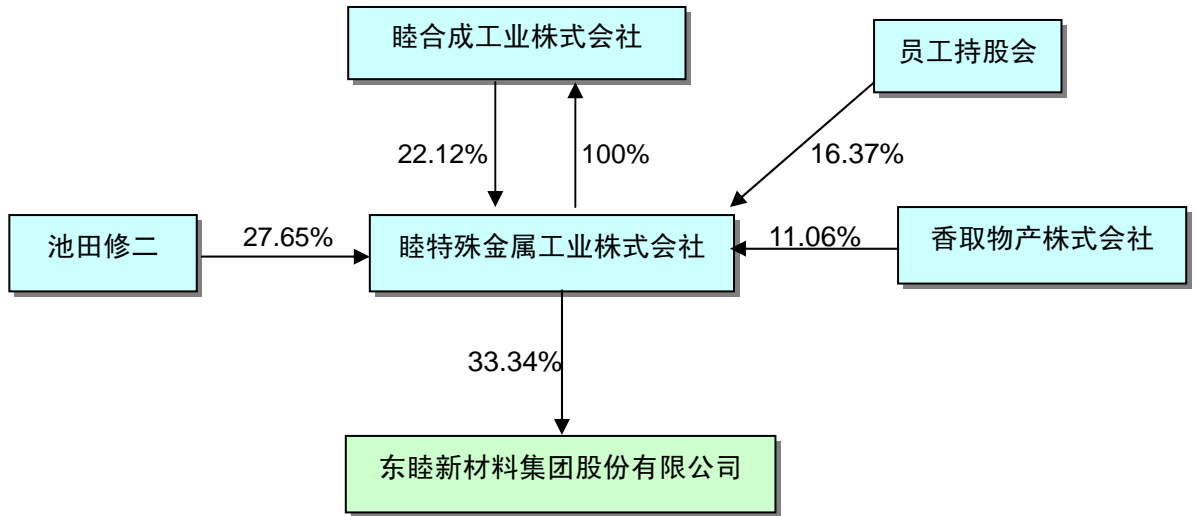 睦合成工业株式会社
员工持股会
22.12%
100%
16.37%
池田修二
27.65%
睦特殊金属工业株式会社
11.06%
香取物产株式会社
33.34%
东睦新材料集团股份有限公司